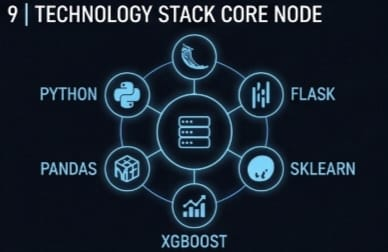 9 | TECHNOLOGY STACK CORE NODE
PYTHON
FLASK
PANDAS
SKLEARN
XGBOOST